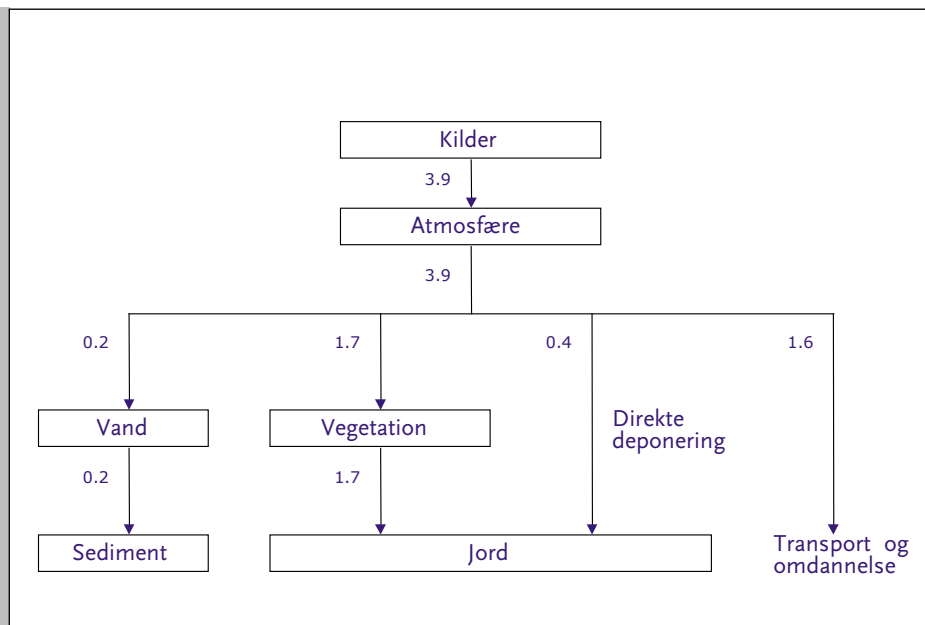 Kilder
3.9
Atmosfære
3.9
0.2
1.7
0.4
1.6
Vand
Vegetation
Direkte
deponering
0.2
1.7
Sediment
Jord
Transport og
omdannelse